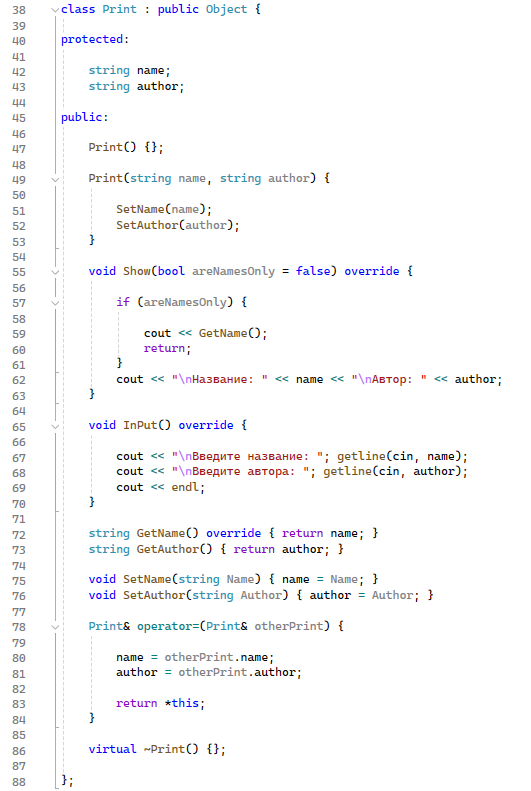 38 class Print : public Object {
39
40 protected:
41
42 string name;
43 string author;
44
45 public:
46
47 Print() {};
48
49 Print(string name, string author) {
50
51 SetName(name);
52 SetAuthor(author);
53 }
54
55 void Show(bool areNamesOnly = false) override {
56
57 if (areNamesOnly) {
58
59 cout << GetName();
60 return;
61 }
62 cout << "\nНазвание: " << name << "\nАвтор: " << author;
63 }
64
65 void InPut() override {
66
67 cout << "\nВведите название: "; getline(cin, name);
68 cout << "\nВведите автора: "; getline(cin, author);
69 cout << endl;
70 }
71
72 string GetName() override { return name; }
73 string GetAuthor() { return author; }
74
75 void SetName(string Name) { name = Name; }
76 void SetAuthor(string Author) { author = Author; }
77
78 Print& operator=(Print& otherPrint) {
79
80 name = otherPrint.name;
81 author = otherPrint.author;
82
83 return *this;
84 }
85
86 virtual ~Print() {};
87
88 };